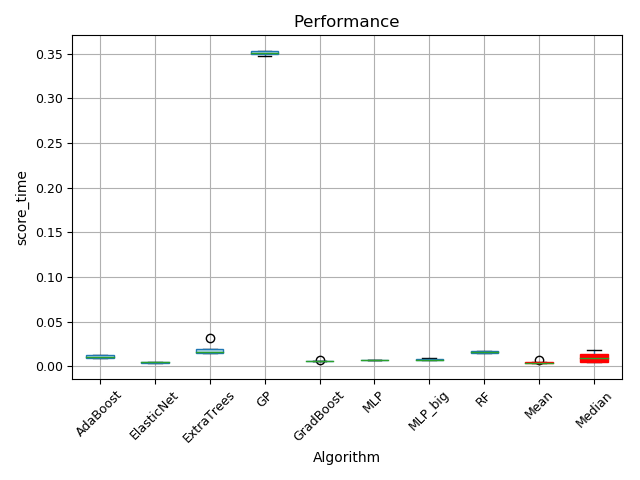 Performance
score_time
0.35
0.30
0.25
0.20
0.15
0.10
0.05
0.00
AdaBoost
ElasticNet
ExtraTrees
GP
GradBoost
MLP
MLP_big
RF
Mean
Median
Algorithm